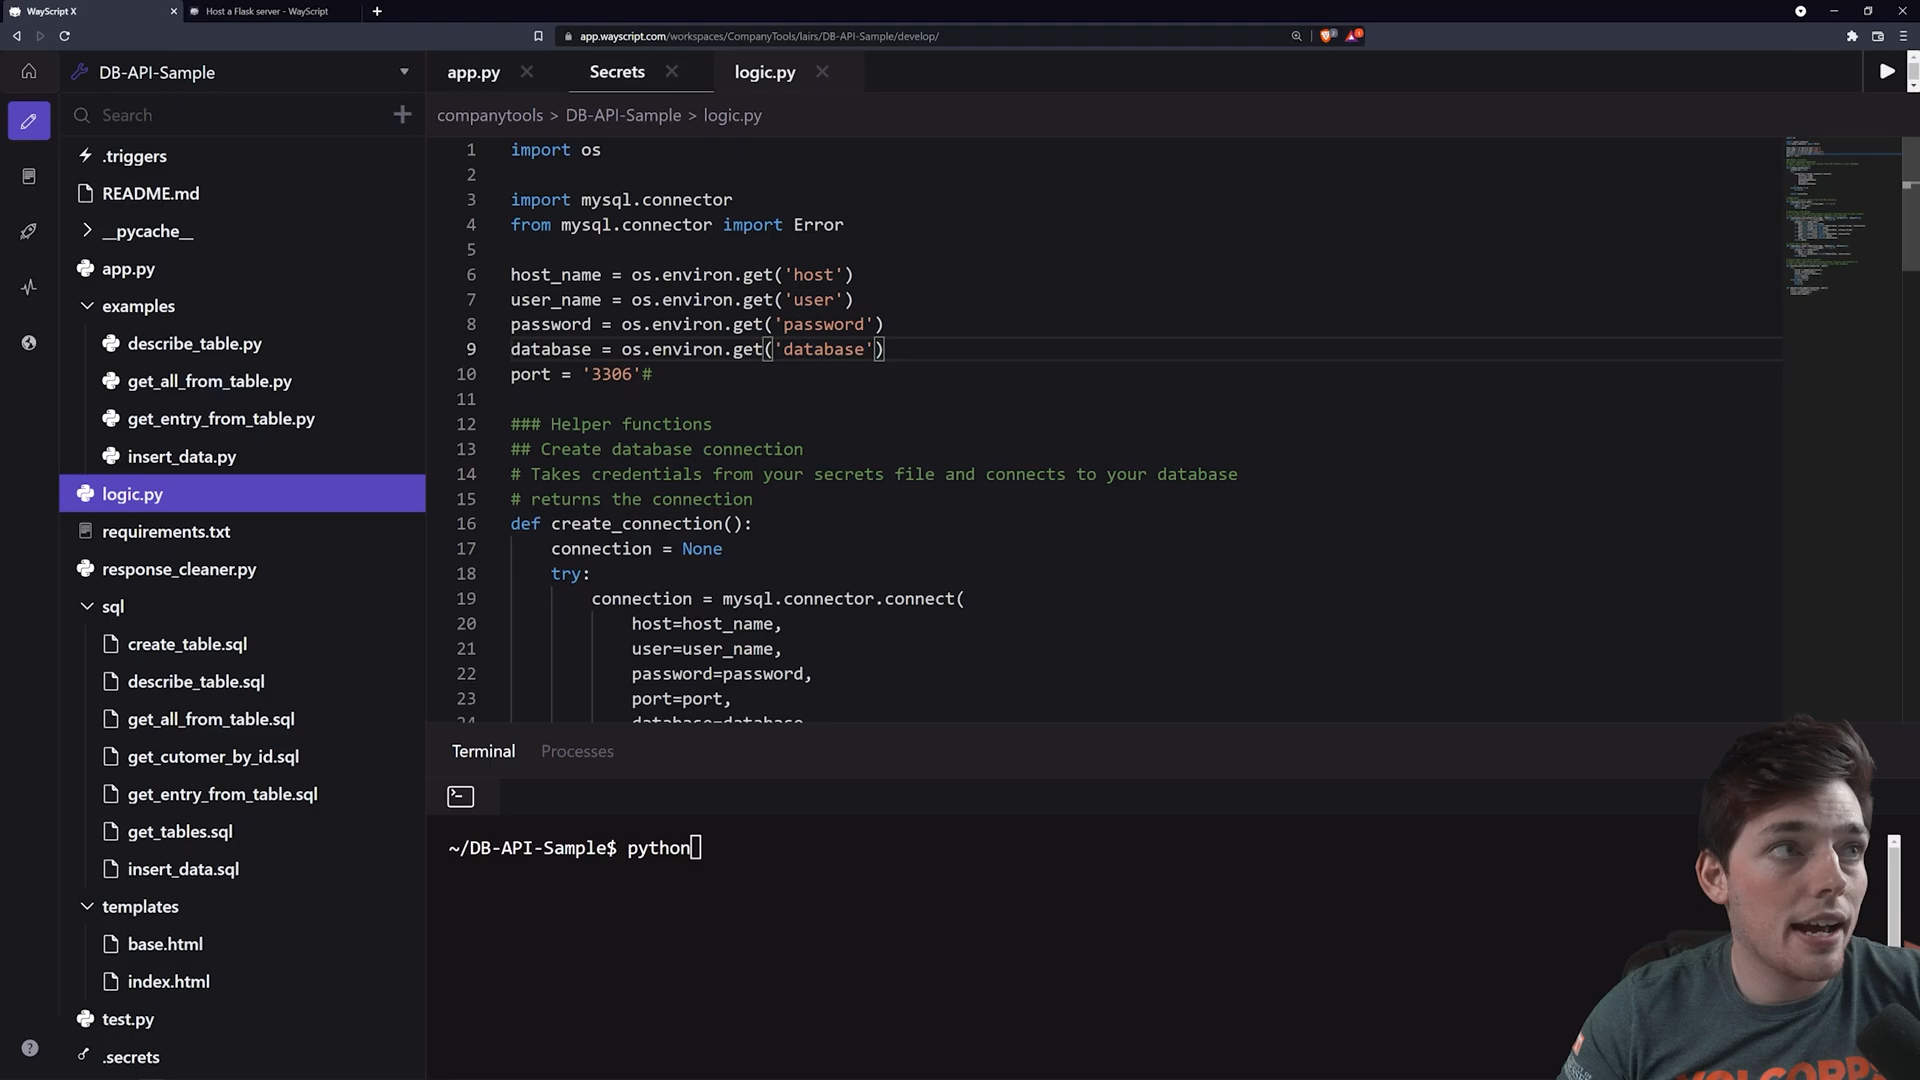 WayScript X
Host a Flask server - WayScript
app.wayscript.com/workspaces/CompanyTools/lairs/DB-API-Sample/develop/
DB-API-Sample
app.py
Secrets
logic.py
Search
companytools > DB-API-Sample > logic.py
.triggers
README.md
__pycache__
app.py
examples
describe_table.py
get_all_from_table.py
get_entry_from_table.py
insert_data.py
logic.py
requirements.txt
response_cleaner.py
sql
create_table.sql
describe_table.sql
get_all_from_table.sql
get_cutomer_by_id.sql
get_entry_from_table.sql
get_tables.sql
insert_data.sql
templates
base.html
index.html
test.py
.secrets
1 import os
2
3 import mysql.connector
4 from mysql.connector import Error
5
6 host_name = os.environ.get('host')
7 user_name = os.environ.get('user')
8 password = os.environ.get('password')
9 database = os.environ.get('database')
10 port = '3306'#
11
12 ### Helper functions
13 ## Create database connection
14 # Takes credentials from your secrets file and connects to your database
15 # returns the connection
16 def create_connection():
17 connection = None
18 try:
19 connection = mysql.connector.connect(
20 host=host_name,
21 user=user_name,
22 password=password,
23 port=port,
24 database=database
Terminal
Processes
~/DB-API-Sample$ python